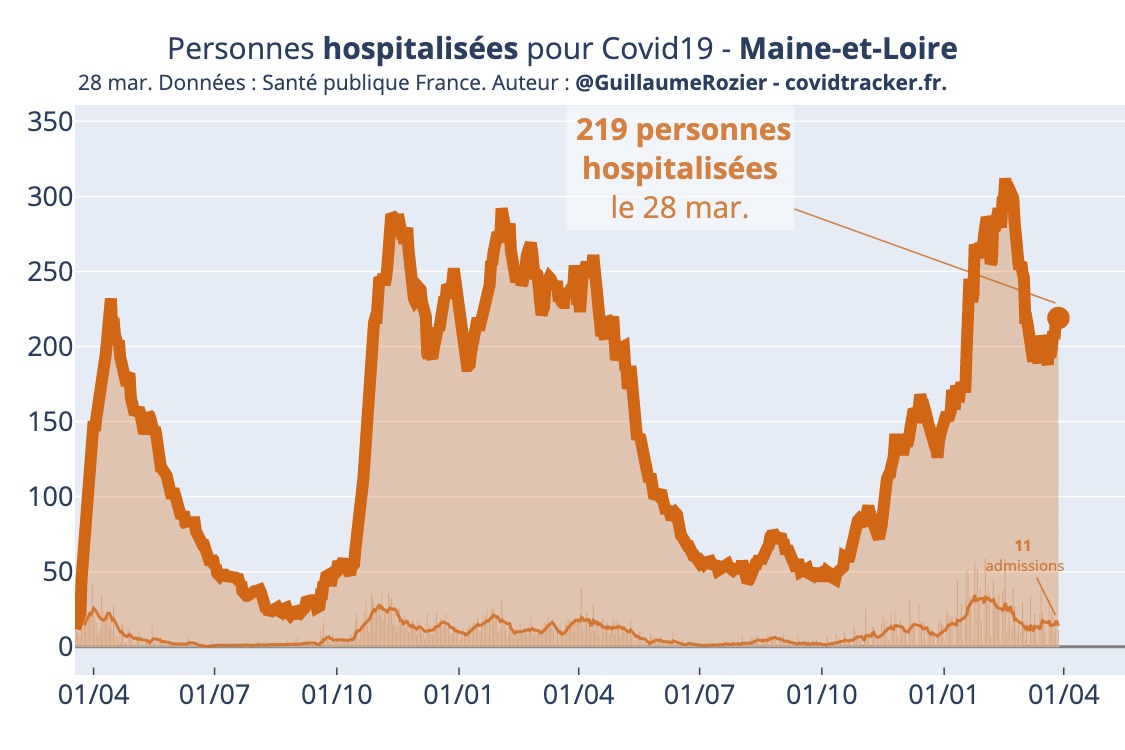 Personnes hospitalisées pour Covid19 - Maine-et-Loire
28 mar. Données : Santé publique France. Auteur : @GuillaumeRozier - covidtracker.fr.
350
219 personnes
hospitalisées
le 28 mar.
300
250
200
150
100
11
admissions
50
0
01/04 01/07 01/10 01/01 01/04 01/07 01/10 01/01 01/04